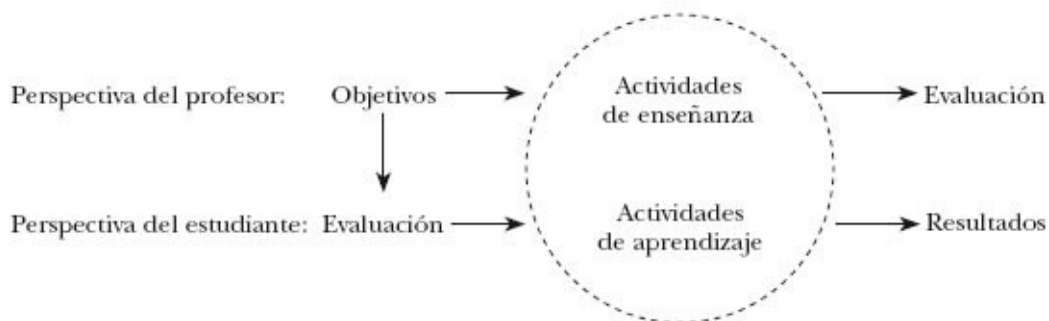 Perspectiva del profesor: Objetivos Actividades de enseñanza Evaluación
Perspectiva del estudiante: Evaluación Actividades de aprendizaje Resultados